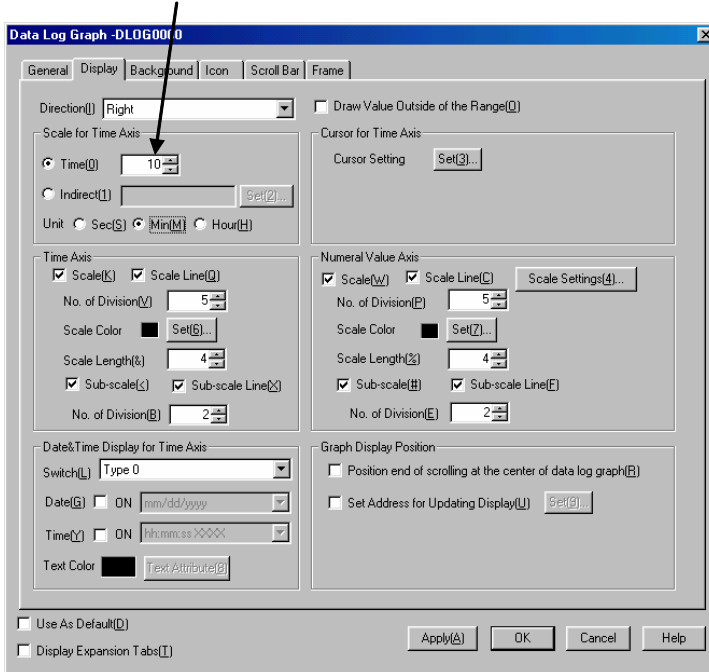 Data Log Graph -DLOG0000
General Display Background Icon Scroll Bar Frame
Direction(I) Right
Draw Value Outside of the Range(O)
Scale for Time Axis
Time(0) 10
Indirect(1) Set(2)...
Unit Sec(S) Min(M) Hour(H)
Cursor for Time Axis
Cursor Setting Set(3)...
Time Axis
Scale(K) Scale Line(Q)
No. of Division(V) 5
Scale Color Set(6)...
Scale Length(&) 4
Sub-scale(<) Sub-scale Line(X)
No. of Division(B) 2
Numeral Value Axis
Scale(W) Scale Line(C) Scale Settings(4)...
No. of Division(P) 5
Scale Color Set(7)...
Scale Length(%) 4
Sub-scale(#) Sub-scale Line(F)
No. of Division(E) 2
Date&Time Display for Time Axis
Switch(L) Type 0
Date(G) ON mm/dd/yyyy
Time(Y) ON hh:mm:ss XXXX
Text Color Text Attribute(8)
Graph Display Position
Position end of scrolling at the center of data log graph(R)
Set Address for Updating Display(U) Set(9)...
Use As Default(D)
Display Expansion Tabs(T)
Apply(A) OK Cancel Help